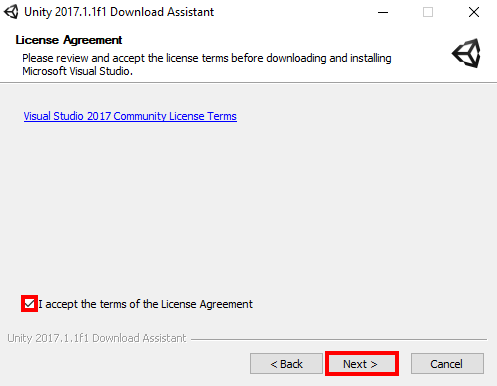 Unity 2017.1.1f1 Download Assistant
License Agreement
Please review and accept the license terms before downloading and installing
Microsoft Visual Studio.
Visual Studio 2017 Community License Terms
I accept the terms of the License Agreement
Unity 2017.1.1f1 Download Assistant
< Back
Next >
Cancel